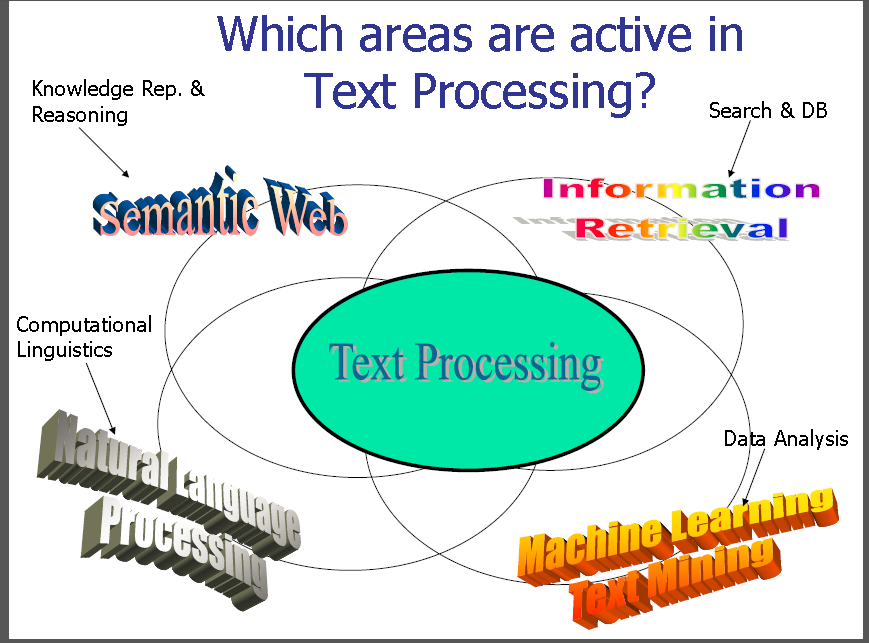 Which areas are active in
Text Processing?
Knowledge Rep. &
Reasoning
Search & DB
Semantic Web
Information
Retrieval
Computational
Linguistics
Text Processing
Natural Language
Processing
Data Analysis
Machine Learning
Text Mining